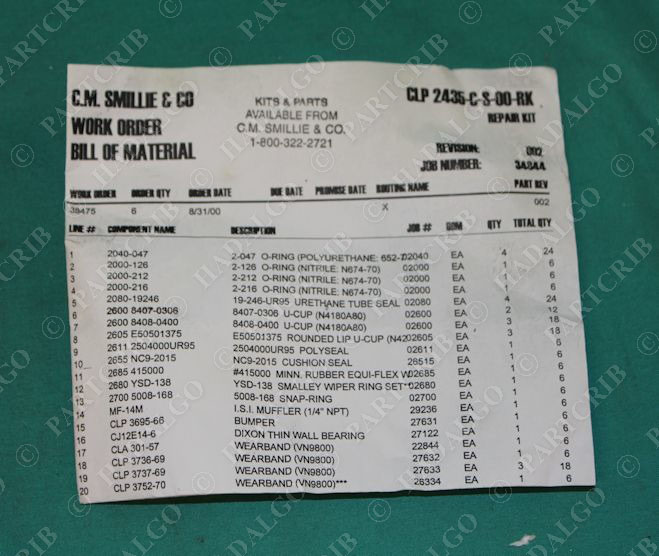 C.M. SMILLIE & CO
WORK ORDER
BILL OF MATERIAL
KITS & PARTS
AVAILABLE FROM
C.M. SMILLIE & CO.
1-800-322-2721
CLP 2435-C-S-00-RK
REPAIR KIT
REVISION: 002
JOB NUMBER: 34844
WORK ORDER ORDER QTY ORDER DATE DUE DATE PROMISE DATE ROUTING NAME PART REV
39475 6 8/31/00 X 002
LINE ## COMPONENT NAME DESCRIPTION JOB ## UOM QTY TOTAL QTY
1 2040-047 2-047 O-RING (POLYURETHANE: 652-702040 EA 4 24
2 2000-126 2-126 O-RING (NITRILE: N674-70) 02000 EA 1 6
3 2000-212 2-212 O-RING (NITRILE: N674-70) 02000 EA 1 6
4 2000-216 2-216 O-RING (NITRILE: N674-70) 02000 EA 1 6
5 2080-19246 19-246-UR95 URETHANE TUBE SEAL 02080 EA 4 24
6 2600 8407-0306 8407-0306 U-CUP (N4180A80) 02600 EA 2 12
7 2600 8408-0400 8408-0400 U-CUP (N4180A80) 02600 EA 3 18
8 2605 E50501375 E50501375 ROUNDED LIP U-CUP (N4202605 EA 3 18
9 2611 2504000UR95 2504000UR95 POLYSEAL 02611 EA 1 6
10 2655 NC9-2015 NC9-2015 CUSHION SEAL 26515 EA 1 6
11 2685 415000 #415000 MINN. RUBBER EQUI-FLEX W02685 EA 1 6
12 2680 YSD-138 YSD-138 SMALLEY WIPER RING SET**02680 EA 1 6
13 2700 5008-168 5008-168 SNAP-RING 02700 EA 1 6
14 MF-14M I.S.I. MUFFLER (1/4" NPT) 29236 EA 1 6
15 CLP 3695-66 BUMPER 27631 EA 1 6
16 CJ12E14-6 DIXON THIN WALL BEARING 27122 EA 1 6
17 CLA 301-57 WEARBAND (VN9800) 22844 EA 1 6
18 CLP 3736-69 WEARBAND (VN9800) 27632 EA 1 6
19 CLP 3737-69 WEARBAND (VN9800) 27633 EA 3 18
20 CLP 3752-70 WEARBAND (VN9800)*** 28334 EA 1 6
© HADALGO © PARTCRIB